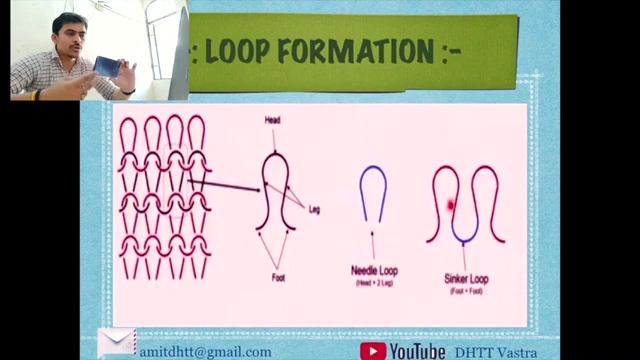 : LOOP FORMATION :-
Head
Leg
Foot
Needle Loop
(Head + 2 Leg)
Sinker Loop
(Foot + Foot)
amitdhtt@gmail.com
YouTube DHTT Vastra